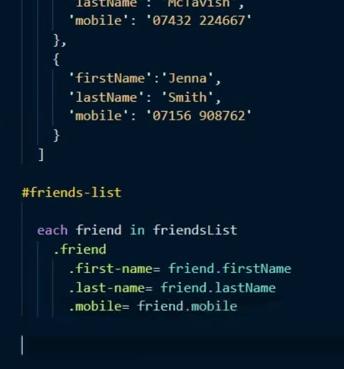 'lastName': 'McTavish',
'mobile': '07432 224667'
},
{
'firstName':'Jenna',
'lastName': 'Smith',
'mobile': '07156 908762'
}
]
#friends-list
each friend in friendsList
.friend
.first-name= friend.firstName
.last-name= friend.lastName
.mobile= friend.mobile